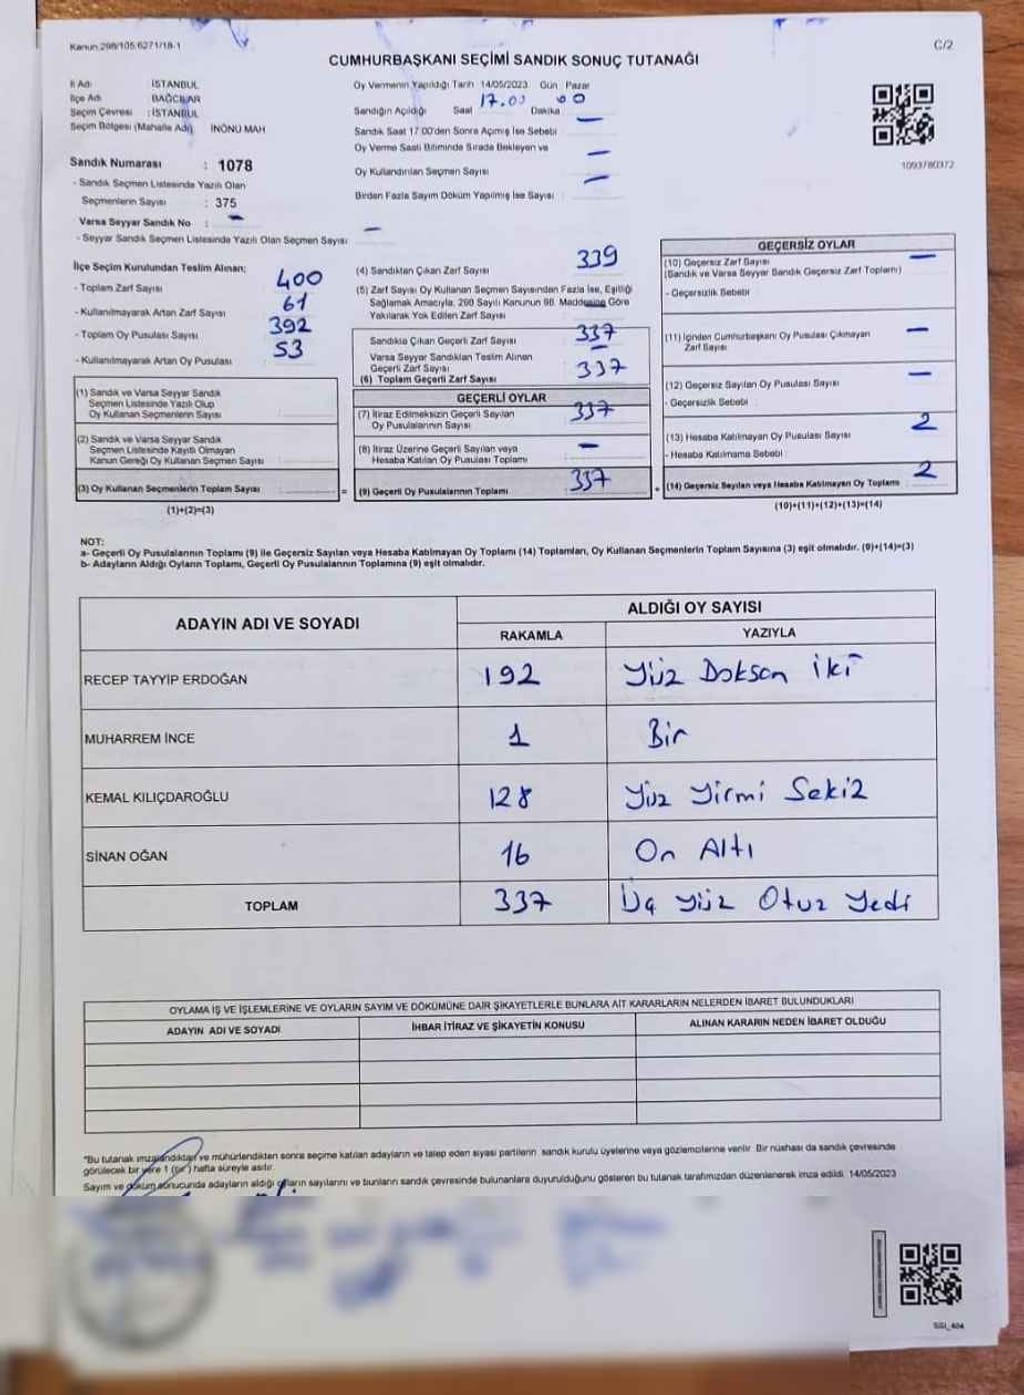 Kanun:298/105,6271/18-1
C/2
CUMHURBAŞKANI SEÇİMİ SANDIK SONUÇ TUTANAĞI
İl Adı : İSTANBUL
İlçe Adı : BAĞCILAR
Seçim Çevresi : İSTANBUL
Seçim Bölgesi (Mahalle Adı) İNÖNÜ MAH
Sandık Numarası : 1078
- Sandık Seçmen Listesinde Yazılı Olan
Seçmenlerin Sayısı : 375
Varsa Seyyar Sandık No : -
- Seyyar Sandık Seçmen Listesinde Yazılı Olan Seçmen Sayısı -
Oy Vermenin Yapıldığı Tarih 14/05/2023 Gün Pazar
Sandığın Açıldığı Saat 17.00 Dakika 00
Sandık Saat 17.00'den Sonra Açımış İse Sebebi -
Oy Verme Saati Bitiminde Sırada Bekleyen ve
Oy Kullandırılan Seçmen Sayısı -
Birden Fazla Sayım Döküm Yapılmış İse Sayısı -
1093780372
İlçe Seçim Kurulundan Teslim Alınan:
- Toplam Zarf Sayısı 400
- Kullanılmayarak Artan Zarf Sayısı 61
- Toplam Oy Pusulası Sayısı 392
- Kullanılmayarak Artan Oy Pusulası 53
(1) Sandık ve Varsa Seyyar Sandık
Seçmen Listesinde Yazılı Olup
Oy Kullanan Seçmenlerin Sayısı
(2) Sandık ve Varsa Seyyar Sandık
Seçmen Listesinde Kayıtlı Olmayan
Kanun Gereği Oy Kullanan Seçmen Sayısı
(3) Oy Kullanan Seçmenlerin Toplam Sayısı =
(1)+(2)=(3)
(4) Sandıktan Çıkan Zarf Sayısı 339
(5) Zarf Sayısı Oy Kullanan Seçmen Sayısından Fazla İse, Eşitliği
Sağlamak Amacıyla, 298 Sayılı Kanunun 98. Maddesine Göre
Yakılarak Yok Edilen Zarf Sayısı -
Sandıkta Çıkan Geçerli Zarf Sayısı 337
Varsa Seyyar Sandıktan Teslim Alınan
Geçerli Zarf Sayısı -
(6) Toplam Geçerli Zarf Sayısı 337
GEÇERLİ OYLAR
(7) İtiraz Edilmeksizin Geçerli Sayılan
Oy Pusulalarının Sayısı 337
(8) İtiraz Üzerine Geçerli Sayılan veya
Hesaba Katılan Oy Pusulası Toplamı -
(9) Geçerli Oy Pusulalarının Toplamı 337 +
GEÇERSİZ OYLAR
(10) Geçersiz Zarf Sayısı -
(Sandık ve Varsa Seyyar Sandık Geçersiz Zarf Toplamı)
- Geçersizlik Sebebi
(11) İçinden Cumhurbaşkanı Oy Pusulası Çıkmayan
Zarf Sayısı -
(12) Geçersiz Sayılan Oy Pusulası Sayısı -
- Geçersizlik Sebebi :
(13) Hesaba Katılmayan Oy Pusulası Sayısı 2
- Hesaba Katılmama Sebebi :
(14) Geçersiz Sayılan veya Hesaba Katılmayan Oy Toplamı 2
(10)+(11)+(12)+(13)=(14)
NOT:
a- Geçerli Oy Pusulalarının Toplamı (9) ile Geçersiz Sayılan veya Hesaba Katılmayan Oy Toplamı (14) Toplamları, Oy Kullanan Seçmenlerin Toplam Sayısına (3) eşit olmalıdır. (9)+(14)=(3)
b- Adayların Aldığı Oyların Toplamı, Geçerli Oy Pusulalarının Toplamına (9) eşit olmalıdır.
ADAYIN ADI VE SOYADI ALDIĞI OY SAYISI
RAKAMLA YAZIYLA
RECEP TAYYİP ERDOĞAN 192 Yüz Doksan İki
MUHARREM İNCE 1 Bir
KEMAL KILIÇDAROĞLU 128 Yüz Yirmi Sekiz
SİNAN OĞAN 16 On Altı
TOPLAM 337 Üç Yüz Otuz Yedi
OYLAMA İŞ VE İŞLEMLERİNE VE OYLARIN SAYIM VE DÖKÜMÜNE DAİR ŞİKAYETLERLE BUNLARA AİT KARARLARIN NELERDEN İBARET BULUNDUKLARI
ADAYIN ADI VE SOYADI İHBAR İTİRAZ VE ŞİKAYETİN KONUSU ALINAN KARARIN NEDEN İBARET OLDUĞU
*Bu tutanak imzalandıktan ve mühürlendikten sonra seçime katılan adayların ve talep eden siyasi partilerin sandık kurulu üyelerine veya gözlemcilerine verilir. Bir nüshası da sandık çevresinde
görülecek bir yere 1 (bir) hafta süreyle asılır.
Sayım ve döküm sonucunda adayların aldığı oyların sayılarını ve bunların sandık çevresinde bulunanlara duyurulduğunu gösteren bu tutanak tarafımızdan düzenlenerek imza edildi. 14/05/2023